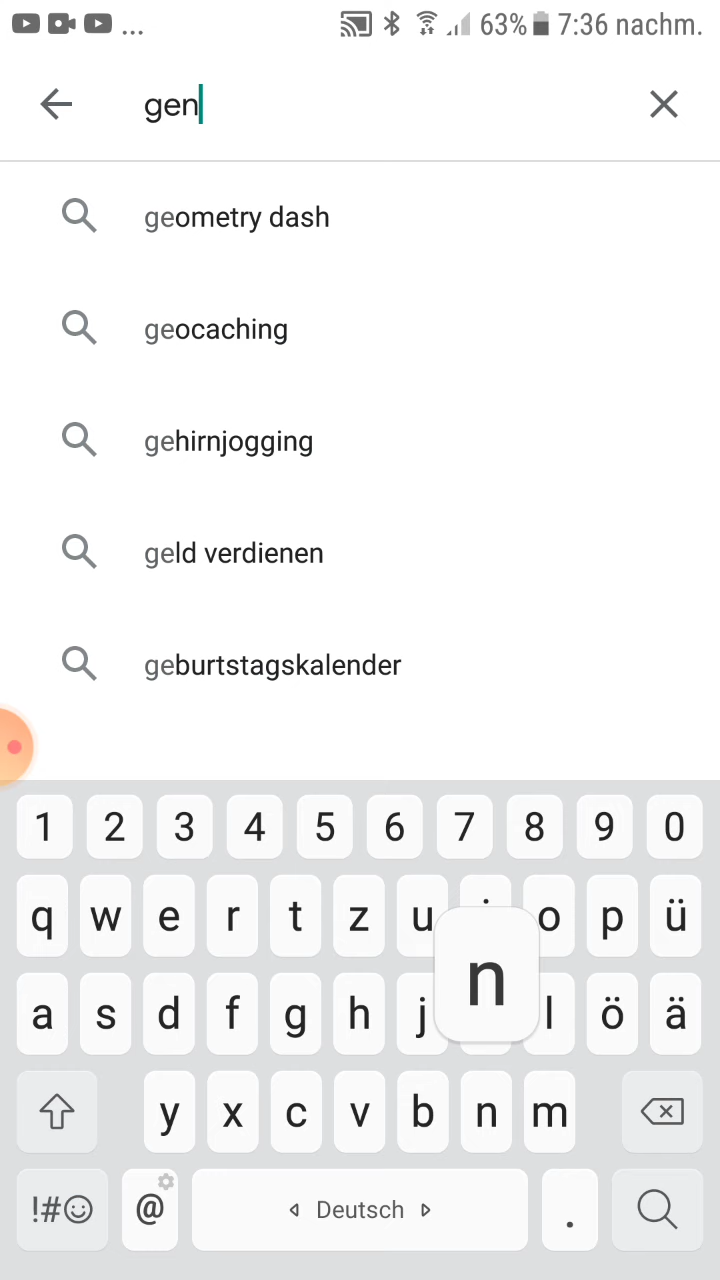 ... 63% 7:36 nachm.
gen
geometry dash
geocaching
gehirnjogging
geld verdienen
geburtstagskalender
1 2 3 4 5 6 7 8 9 0
q w e r t z u o p ü
n
a s d f g h j l ö ä
y x c v b n m
!#☺ @ Deutsch .